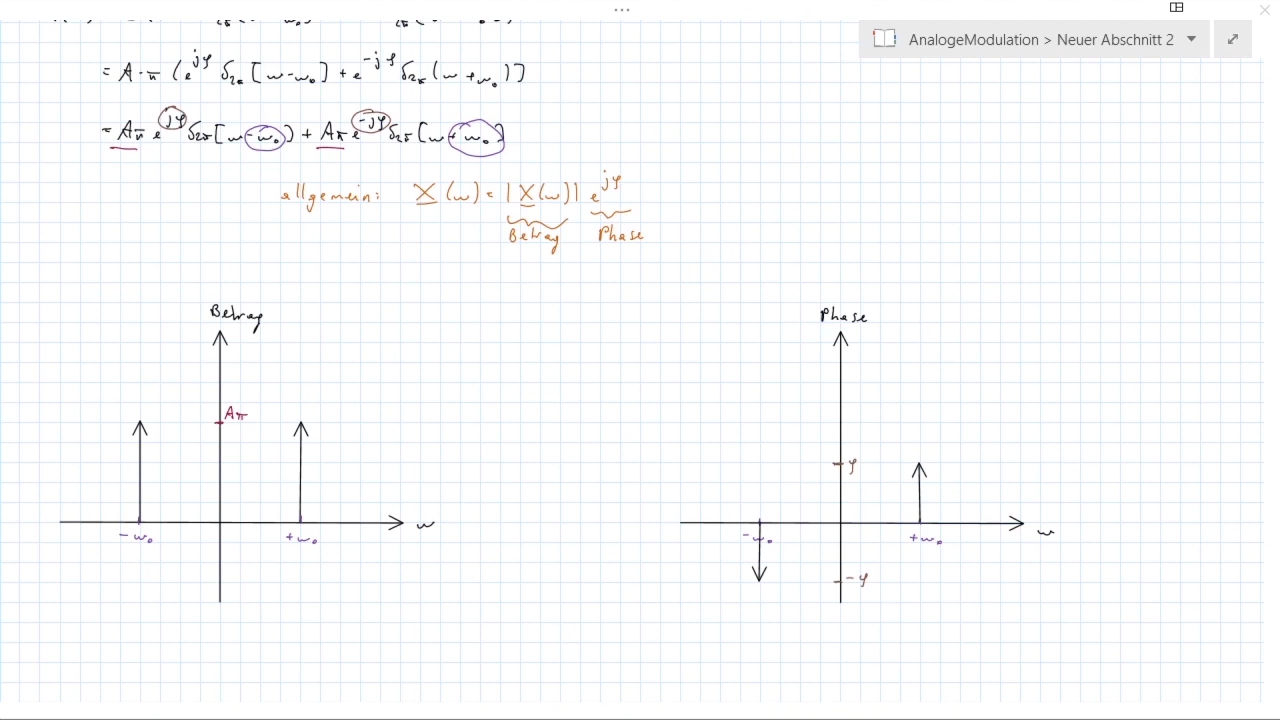 AnalogeModulation > Neuer Abschnitt 2
= A·π (e^{jφ} δ_{2π}[ω-ω₀] + e^{-jφ} δ_{2π}(ω+ω₀)]
= Aπ e^{jφ} δ_{2π}[ω-ω₀) + Aπ e^{-jφ} δ_{2π}[ω+ω₀]
allgemein: X(ω) = |X(ω)| e^{jφ}
Betrag Phase
Betrag
Aπ
-ω₀ +ω₀ ω
Phase
φ
-ω₀ +ω₀ ω
-φ